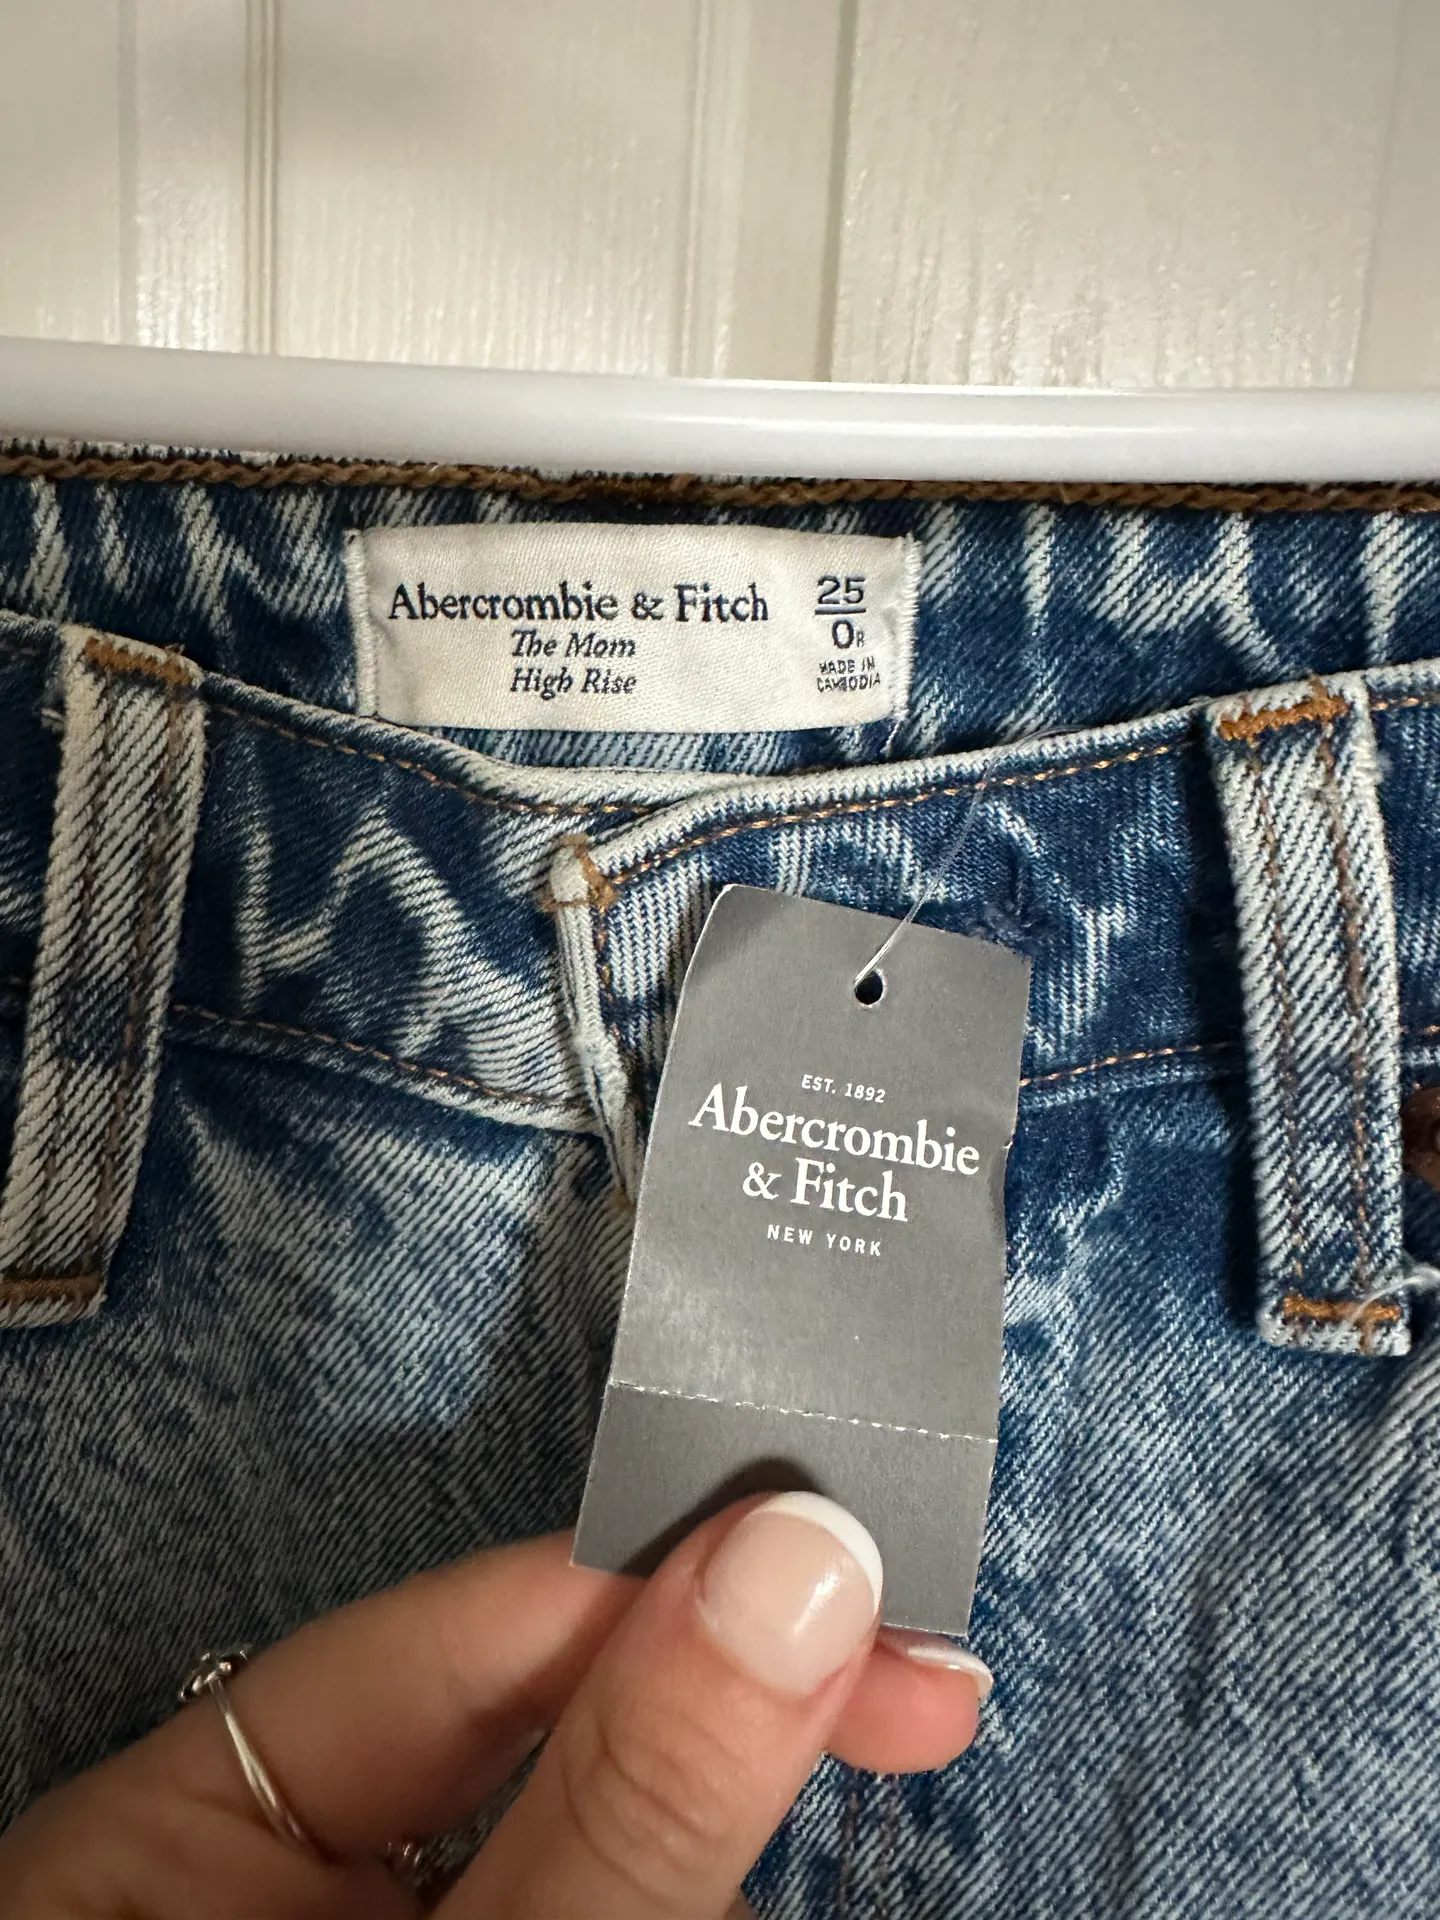 Abercrombie & Fitch
The Mom
High Rise
25
0R
MADE IN
CAMBODIA
EST. 1892
Abercrombie
& Fitch
NEW YORK